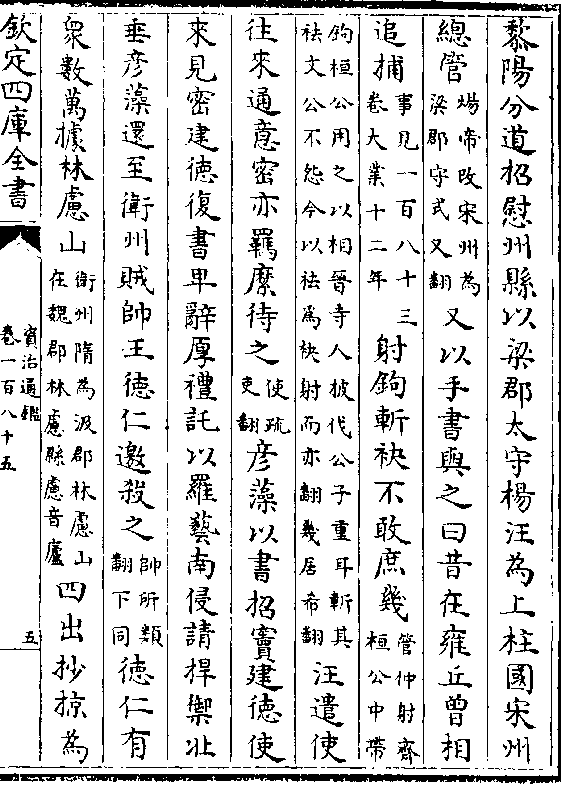 黎陽分道招慰州縣以梁郡太守楊汪為上柱國宋州
總管煬帝改宋州為梁郡守式又翻又以手書與之曰昔在雍丘曾相
追捕事見一百八十三卷大業十二年射鉤斬袂不敢庶幾管仲射齊桓公中帶
鉤桓公用之以相晉寺人披伐公子重耳斬其袪文公不怨今以袪為袂射而亦翻幾居希翻汪遣使
往來通意密亦羈縻待之使疏吏翻彦藻以書招竇建德使
來見密建德復書卑辭厚禮託以羅藝南侵請捍禦北
垂彦藻還至衛州賊帥王德仁邀殺之帥所類翻下同德仁有
衆數萬據林慮山衛州隋為汲郡林慮山在魏郡林慮縣慮音廬四出抄掠為
欽定四庫全書
資治通鑑
卷一百八十五
五